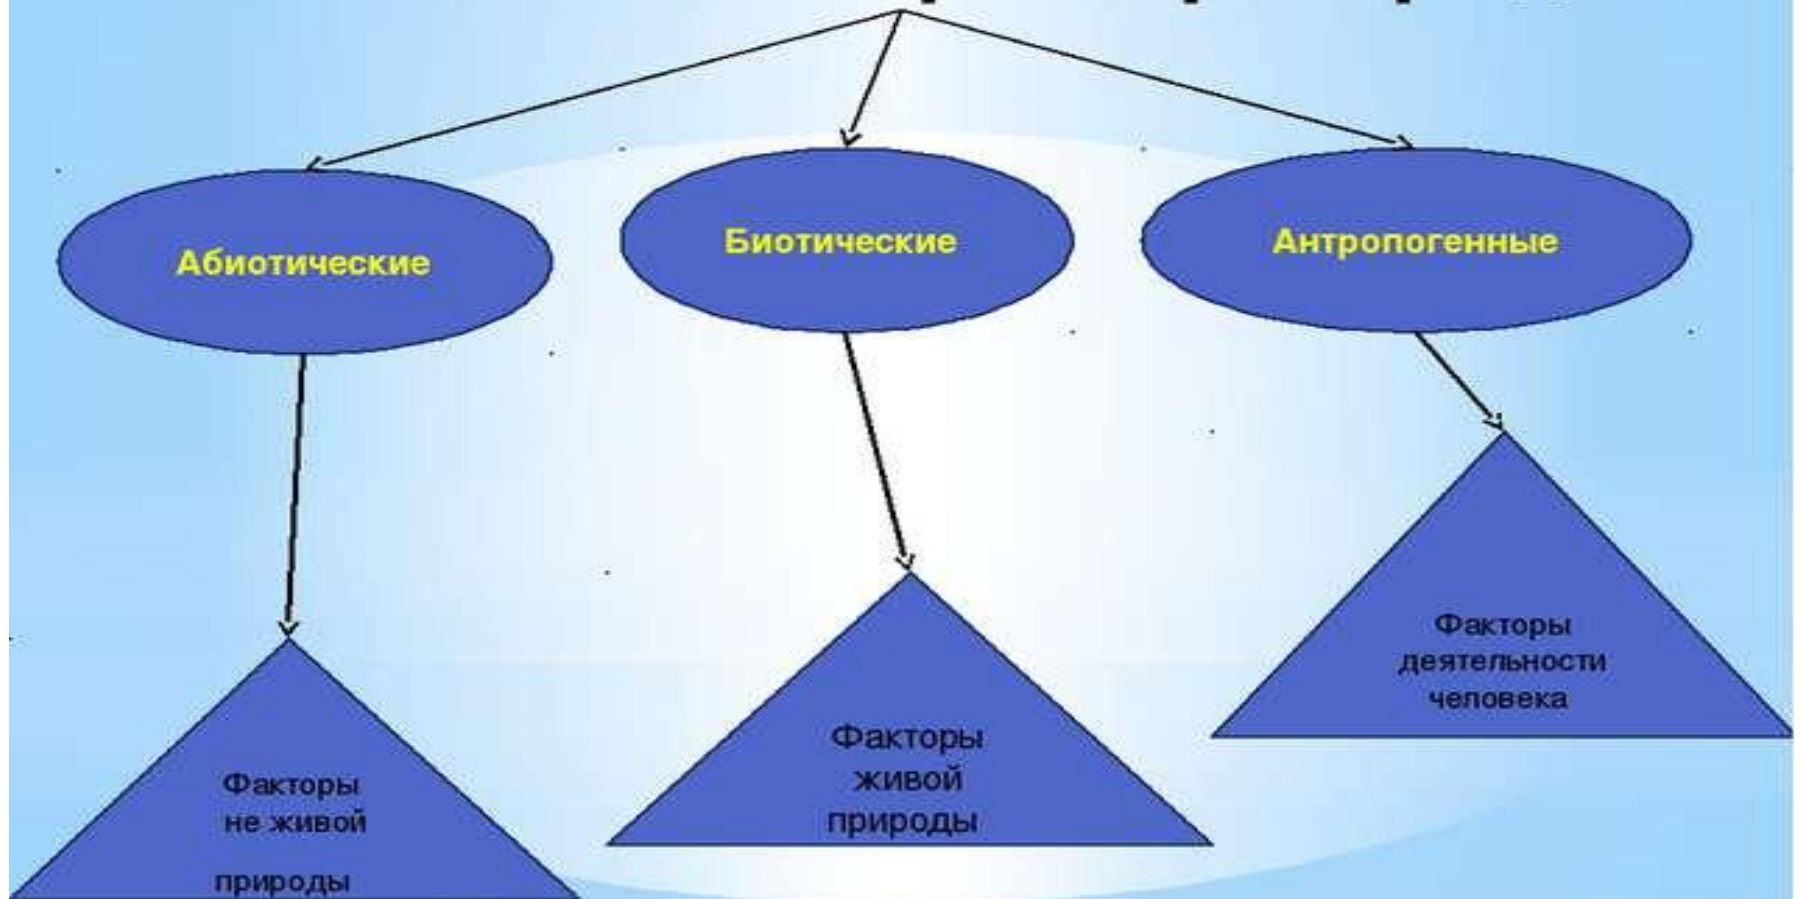 Абиотические
Биотические
Антропогенные
Факторы
не живой
природы
Факторы
живой
природы
Факторы
деятельности
человека